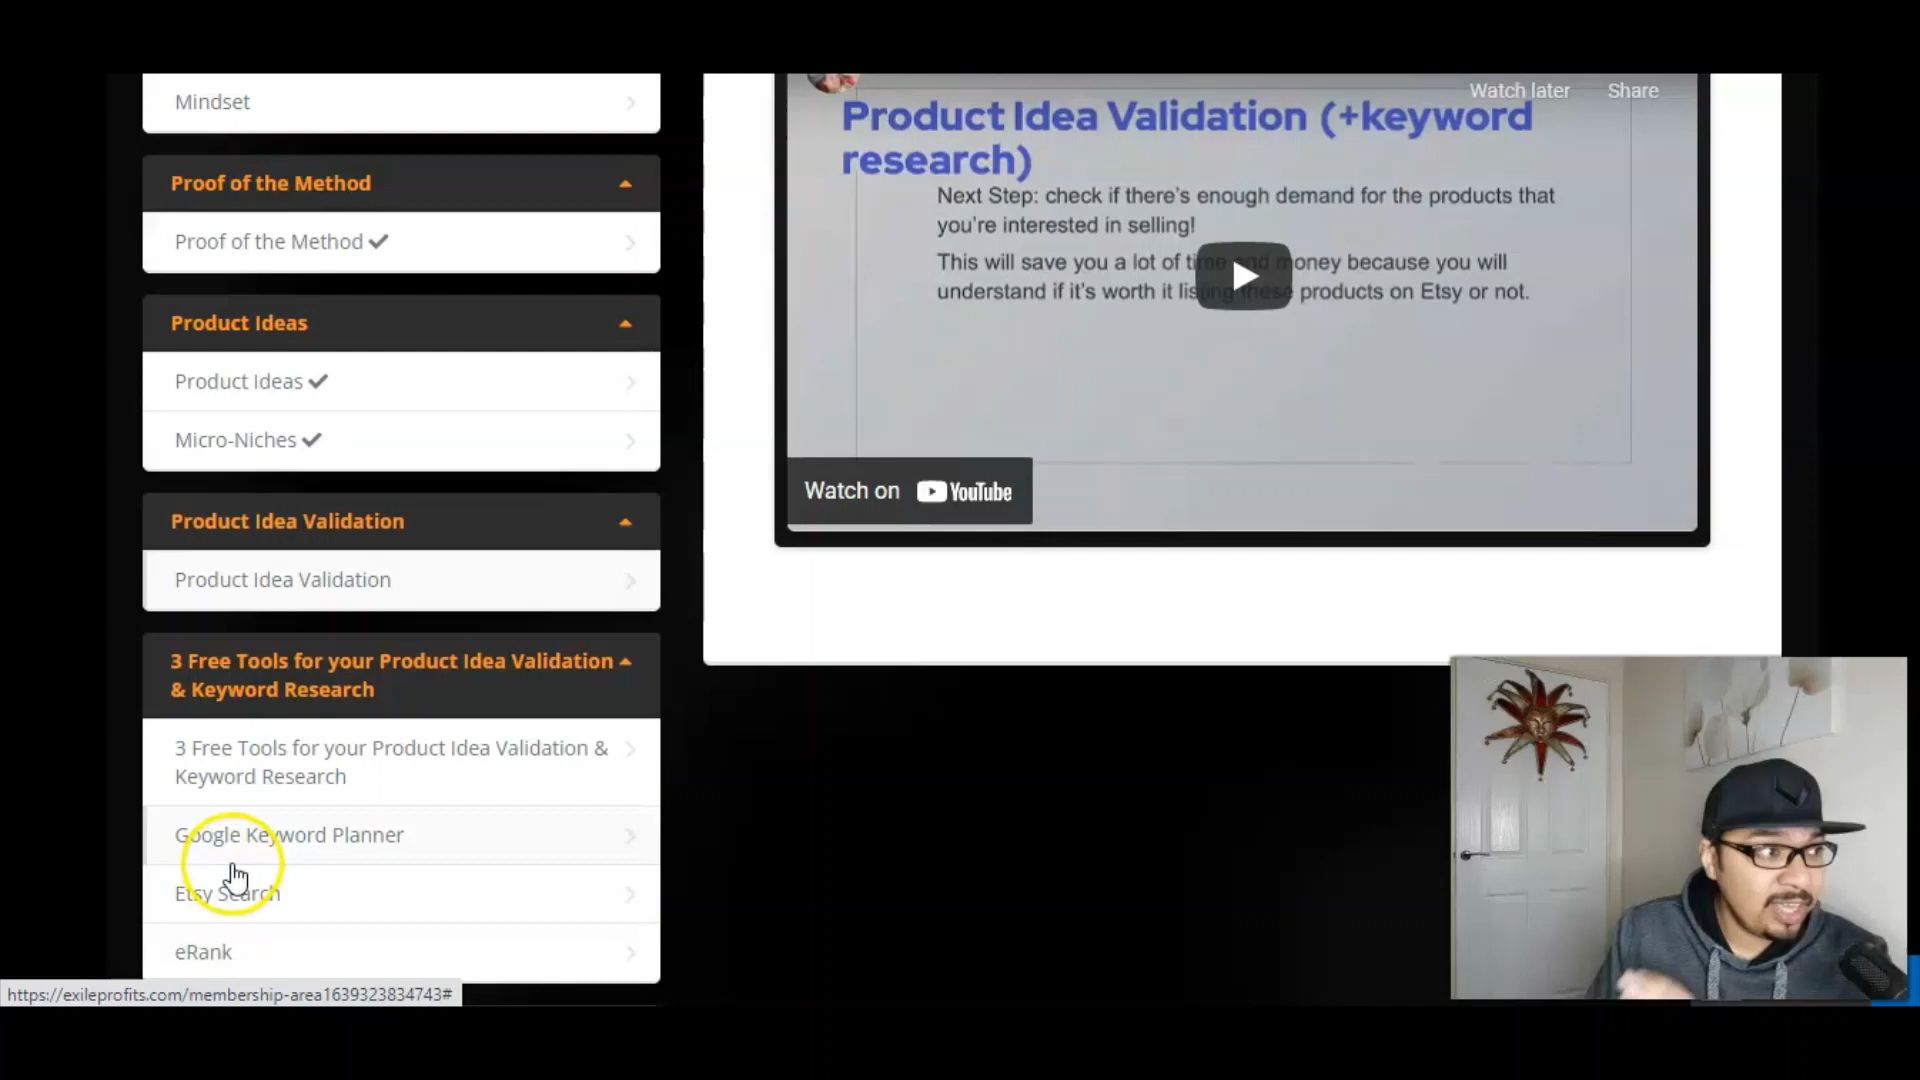 Mindset
Proof of the Method
Proof of the Method
Product Ideas
Product Ideas
Micro-Niches
Product Idea Validation
Product Idea Validation
3 Free Tools for your Product Idea Validation
& Keyword Research
3 Free Tools for your Product Idea Validation &
Keyword Research
Google Keyword Planner
Etsy Search
eRank
https://exileprofits.com/membership-area1639323834743#
Watch later
Share
Product Idea Validation (+keyword
research)
Next Step: check if there's enough demand for the products that
you're interested in selling!
This will save you a lot of time and money because you will
understand if it's worth it listing these products on Etsy or not.
Watch on YouTube